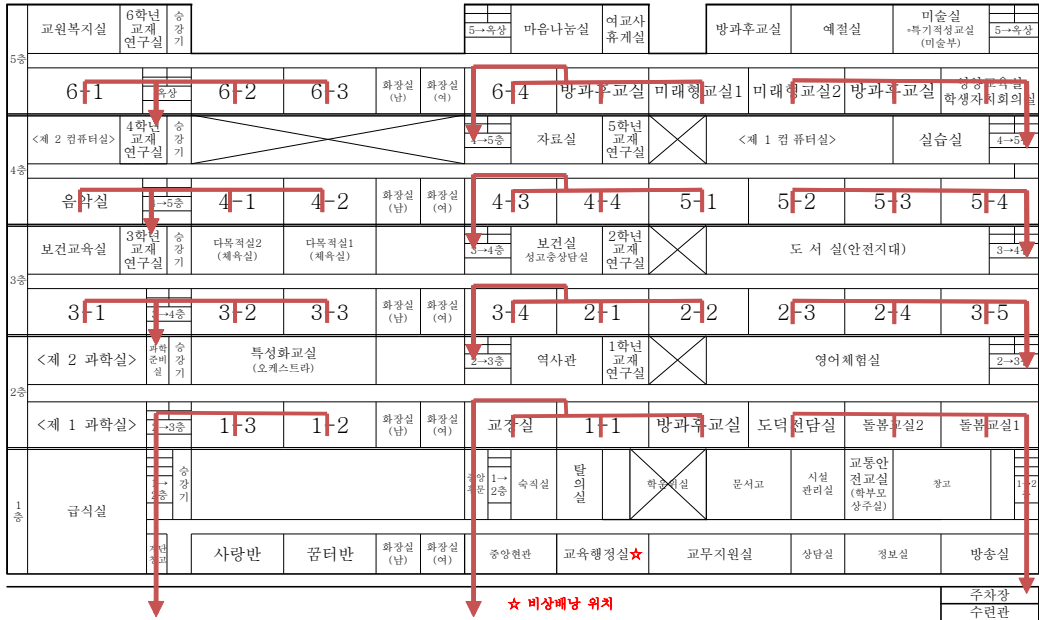 교원복지실 6학년 교재 연구실 승강기 5→옥상 마음나눔실 여교사 휴게실 방과후교실 예절실 미술실 •특기적성교실 (미술부) 5→옥상
5층
6-1 옥상 6-2 6-3 화장실 (남) 화장실 (여) 6-4 방과후교실 미래형교실1 미래형교실2 방과후교실 학생자치회의실
<제 2 컴퓨터실> 4학년 교재 연구실 승강기 4→5층 자료실 5학년 교재 연구실 <제 1 컴 퓨터실> 실습실 4→5
4층
음악실 4→5층 4-1 4-2 화장실 (남) 화장실 (여) 4-3 4-4 5-1 5-2 5-3 5-4
보건교육실 3학년 교재 연구실 승강기 다목적실2 (체육실) 다목적실1 (체육실) 3→4층 보건실 성고충상담실 2학년 교재 연구실 도 서 실(안전지대) 3→4
3층
3-1 3→4층 3-2 3-3 화장실 (남) 화장실 (여) 3-4 2-1 2-2 2-3 2-4 3-5
<제 2 과학실> 과학 준비 실 승강기 특성화교실 (오케스트라) 2→3층 역사관 1학년 교재 연구실 영어체험실 2→3
2층
<제 1 과학실> 2→3층 1-3 1-2 화장실 (남) 화장실 (여) 교장실 1-1 방과후교실 도덕전담실 돌봄교실2 돌봄교실1
1층
급식실 2층 승강기 중앙 후문 1→ 2층 숙직실 탈의실 학운위실 문서고 시설 관리실 교통안 전교실 (학부모 상주실) 창고 1→2
계단 창고 사랑반 꿈터반 화장실 (남) 화장실 (여) 중앙현관 교육행정실☆ 교무지원실 상담실 정보실 방송실
☆ 비상배낭 위치
주차장
수련관